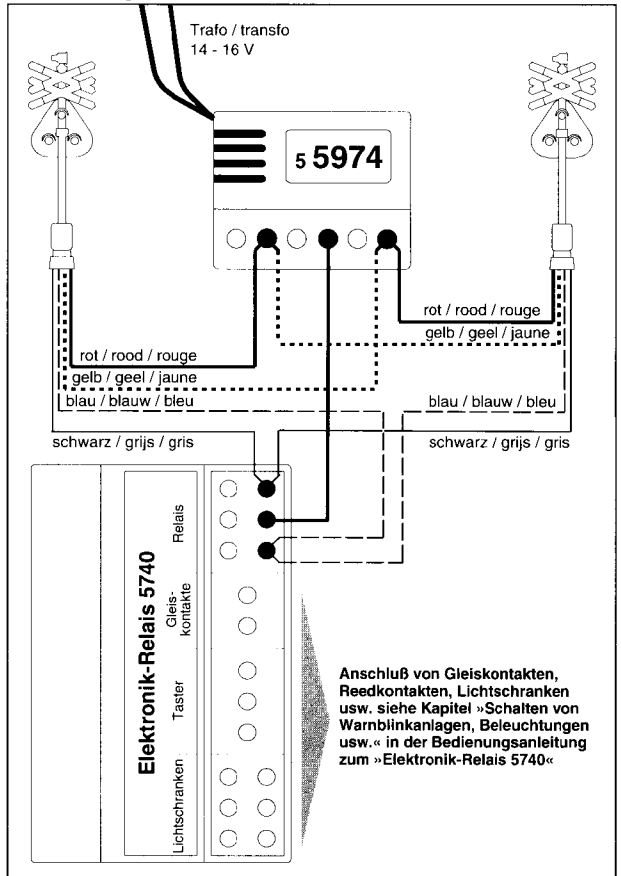 Trafo / transfo
14 - 16 V
5 5974
rot / rood / rouge
gelb / geel / jaune
rot / rood / rouge
gelb / geel / jaune
blau / blauw / bleu
blau / blauw / bleu
schwarz / grijs / gris
schwarz / grijs / gris
Elektronik-Relais 5740
Relais
Gleis-
kontakte
Taster
Lichtschranken
Anschluß von Gleiskontakten,
Reedkontakten, Lichtschranken
usw. siehe Kapitel »Schalten von
Warnblinkanlagen, Beleuchtungen
usw.« in der Bedienungsanleitung
zum »Elektronik-Relais 5740«